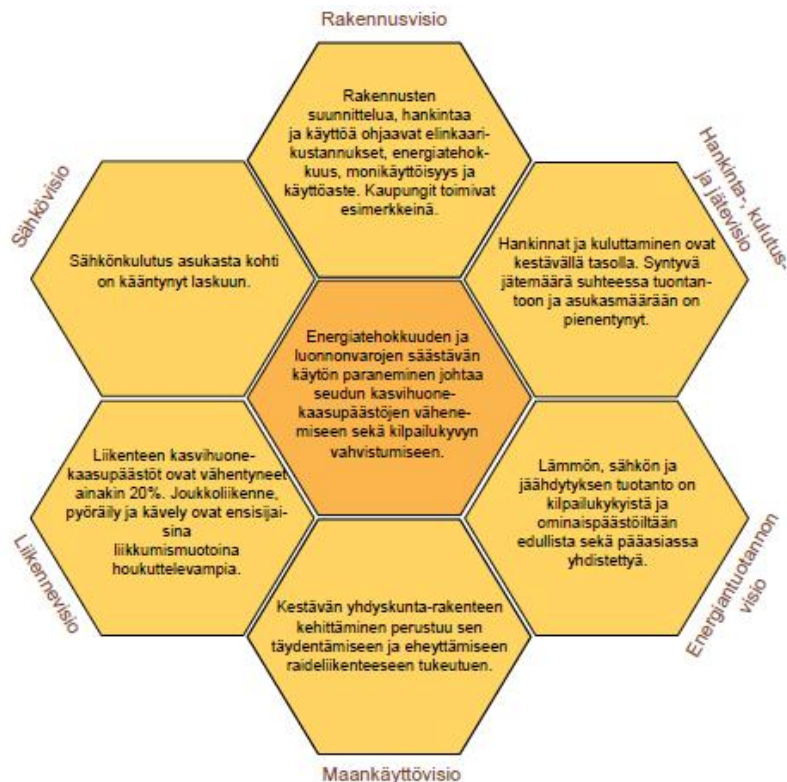 Rakennusvisio
Rakennusten
suunnittelua, hankintaa
ja käyttöä ohjaavat elinkaari-
kustannukset, energiatehok-
kuus, monikäyttöisyys ja
käyttöaste. Kaupungit toimivat
esimerkkeinä.
Sähkövisio
Sähkönkulutus asukasta kohti
on kääntynyt laskuun.
Hankinta-, kulutus-
ja jätevisio
Hankinnat ja kuluttaminen ovat
kestävällä tasolla. Syntyvä
jätemäärä suhteessa tuontan-
toon ja asukasmäärään on
pienentynyt.
Energiatehokkuuden ja
luonnonvarojen säästävän
käytön paraneminen johtaa
seudun kasvihuone-
kaasupäästöjen vähene-
miseen sekä kilpailukyvyn
vahvistumiseen.
Liikennevisio
Liikenteen kasvihuone-
kaasupäästöt ovat vähentyneet
ainakin 20%. Joukkoliikenne,
pyöräily ja kävely ovat ensisijai-
sina
liikkumismuotoina
houkuttelevampia.
Lämmön, sähkön ja
jäähdytyksen tuotanto on
kilpailukykyistä ja
ominaispäästöiltään
edullista sekä pääasiassa
yhdistettyä.
Energiantuotannon
visio
Kestävän yhdyskunta-rakenteen
kehittäminen perustuu sen
täydentämiseen ja eheyttämiseen
raideliikenteeseen tukeutuen.
Maankäyttövisio